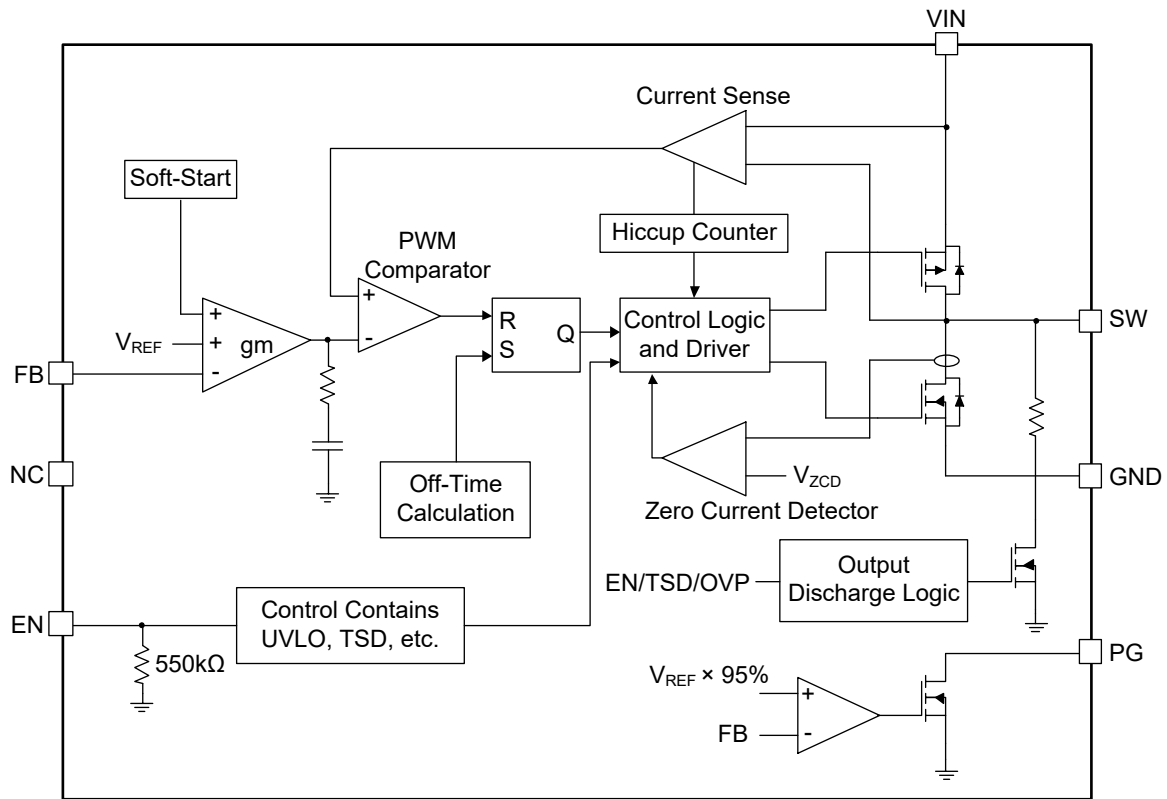 VIN
Current Sense
Soft-Start
Hiccup Counter
PWM
Comparator
+
-
R
S
Q
Control Logic
and Driver
SW
+
+
-
gm
VREF
FB
NC
Off-Time
Calculation
VZCD
Zero Current Detector
GND
EN/TSD/OVP
Output
Discharge Logic
EN
550kΩ
Control Contains
UVLO, TSD, etc.
PG
VREF × 95%
FB
+
-